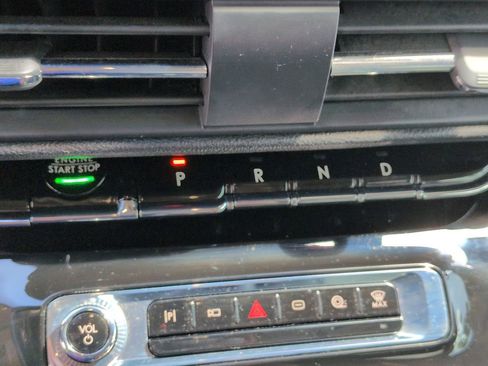 ENGINE
START STOP
P R N D
VOL
P
MAX